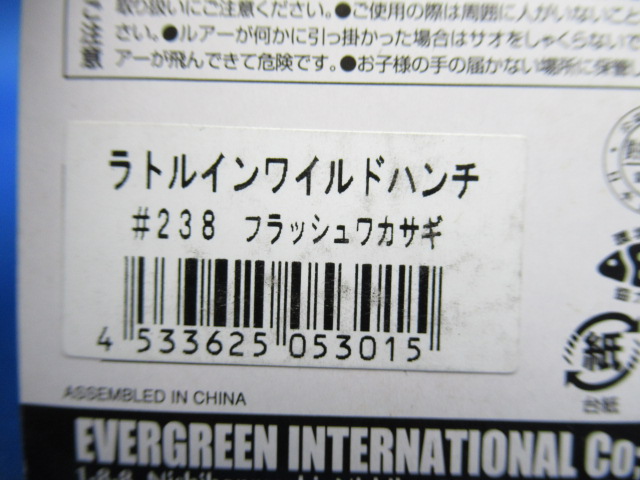 取り扱いにご注意ください。●ご使用の際は周囲に人がいないこと
さい。●ルアーが何かに引っ掛かった場合はサオをしゃくらないで
アーが飛んできて危険です。●お子様の手の届かない場所に保管
注意
ラトルインワイルドハンチ
#238 フラッシュワカサギ
4 533625 053015
紙
台紙
ASSEMBLED IN CHINA
EVERGREEN INTERNATIONAL Co.